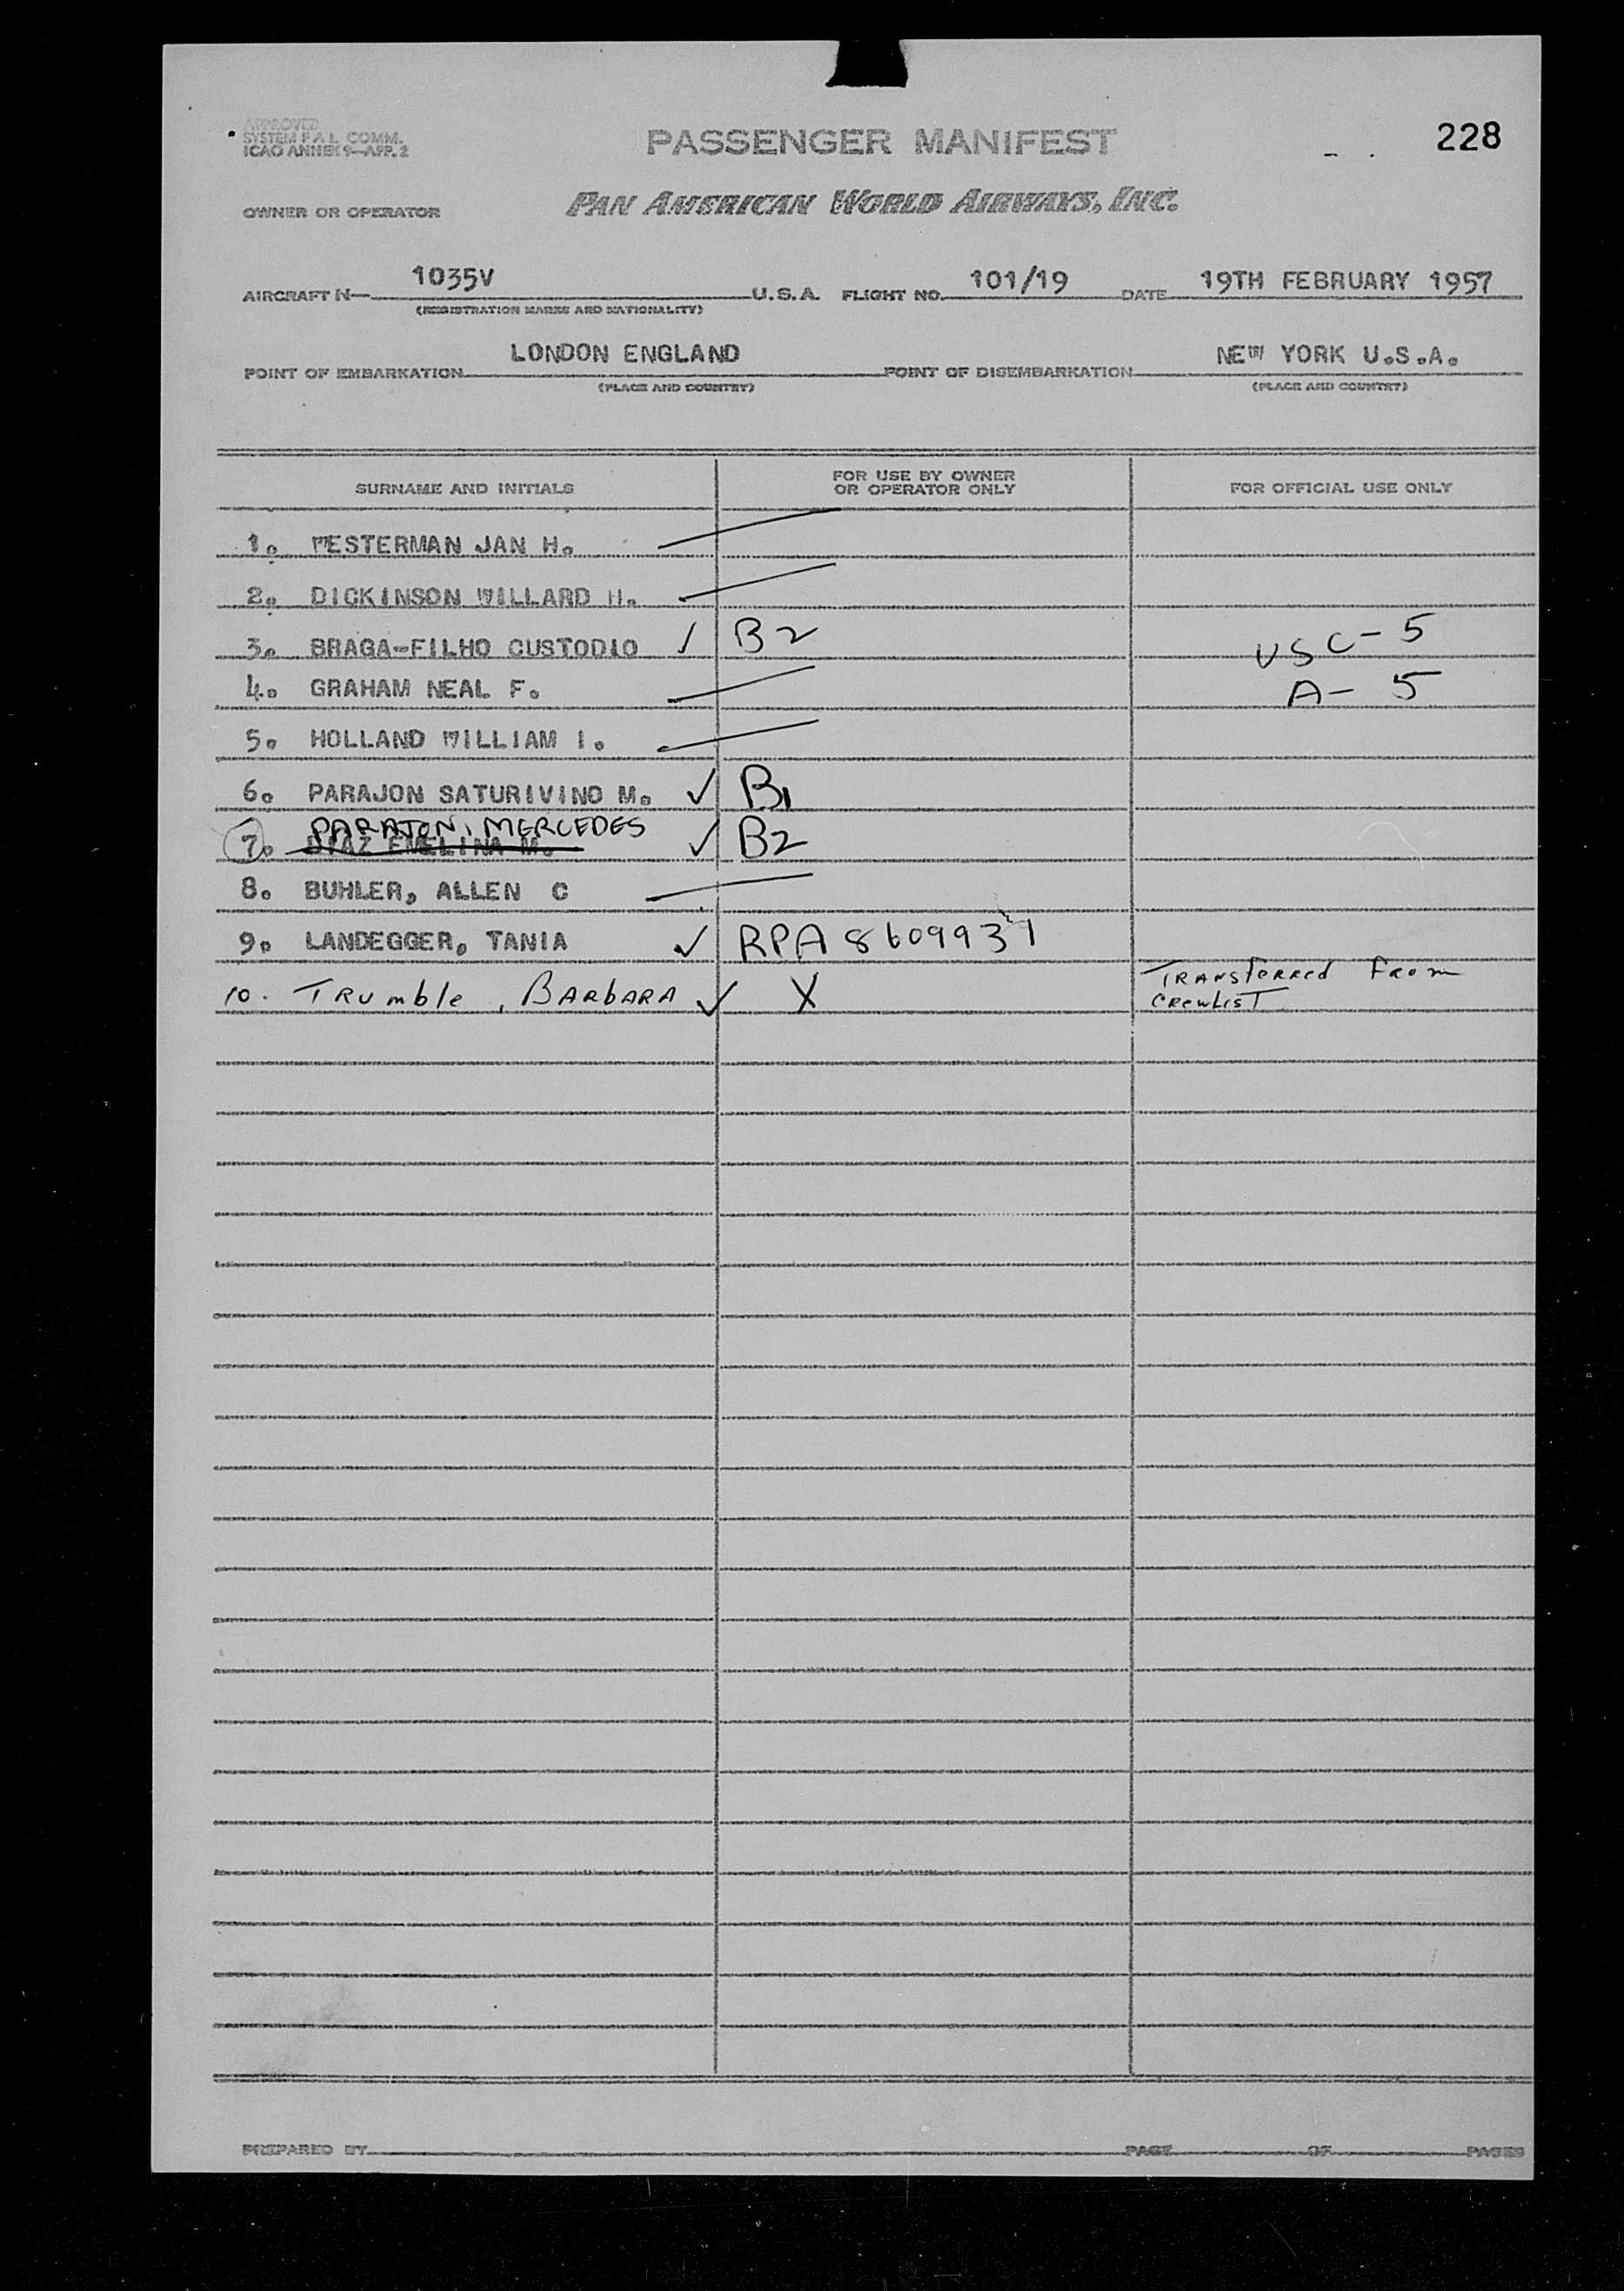 APPROVED
SYSTEM F.A.L. COMM.
ICAO ANNEX 9—APP. 2
PASSENGER MANIFEST
228
OWNER OR OPERATOR PAN AMERICAN WORLD AIRWAYS, INC.
AIRCRAFT N— 1035V U.S.A. FLIGHT NO. 101/19 DATE 19TH FEBRUARY 1957
(REGISTRATION MARKS AND NATIONALITY)
POINT OF EMBARKATION LONDON ENGLAND POINT OF DISEMBARKATION NEW YORK U.S.A.
(PLACE AND COUNTRY) (PLACE AND COUNTRY)
SURNAME AND INITIALS FOR USE BY OWNER OR OPERATOR ONLY FOR OFFICIAL USE ONLY
1. WESTERMAN JAN H.
2. DICKINSON WILLARD H.
3. BRAGA-FILHO CUSTODIO ✓ B2 USC-5
4. GRAHAM NEAL F. A- 5
5. HOLLAND WILLIAM I.
6. PARAJON SATURIVINO M. ✓ B1
PARAJON, MERCEDES
7. DIAZ EMELINA M. ✓ B2
8. BUHLER, ALLEN C
9. LANDEGGER, TANIA ✓ RPA 8609937
10. TRumble, BARbARA ✓ X TRANSferred From
CrewLisT
PREPARED BY PAGE OF PAGES